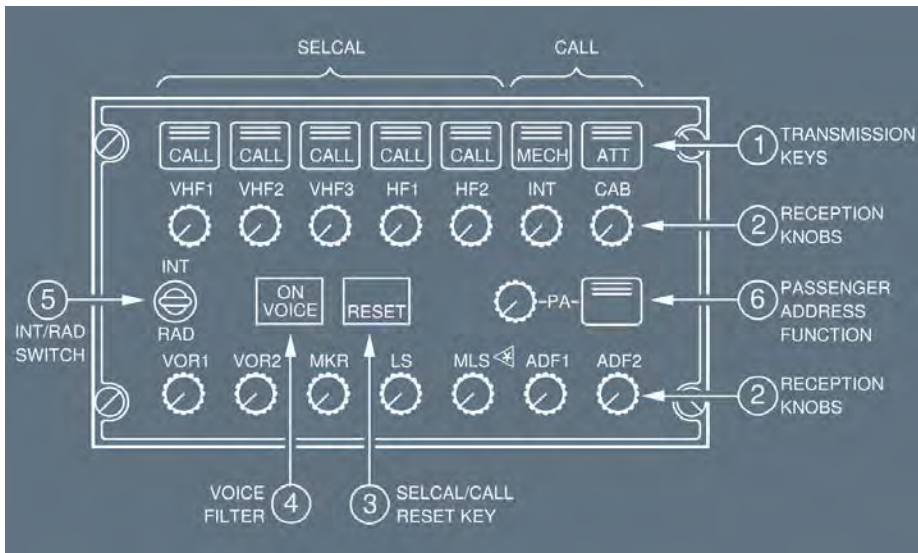 SELCAL
CALL
CALL
CALL
CALL
CALL
CALL
MECH
ATT
1
TRANSMISSION
KEYS
VHF1
VHF2
VHF3
HF1
HF2
INT
CAB
2
RECEPTION
KNOBS
INT
RAD
5
INT/RAD
SWITCH
ON
VOICE
RESET
PA
6
PASSENGER
ADDRESS
FUNCTION
VOR1
VOR2
MKR
LS
MLS
ADF1
ADF2
2
RECEPTION
KNOBS
VOICE
FILTER
4
3
SELCAL/CALL
RESET KEY